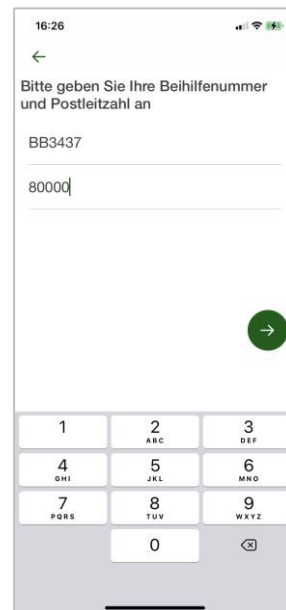 16:26
Bitte geben Sie Ihre Beihilfenummer
und Postleitzahl an
BB3437
80000
1 2 3
ABC DEF
4 5 6
GHI JKL MNO
7 8 9
PQRS TUV WXYZ
0